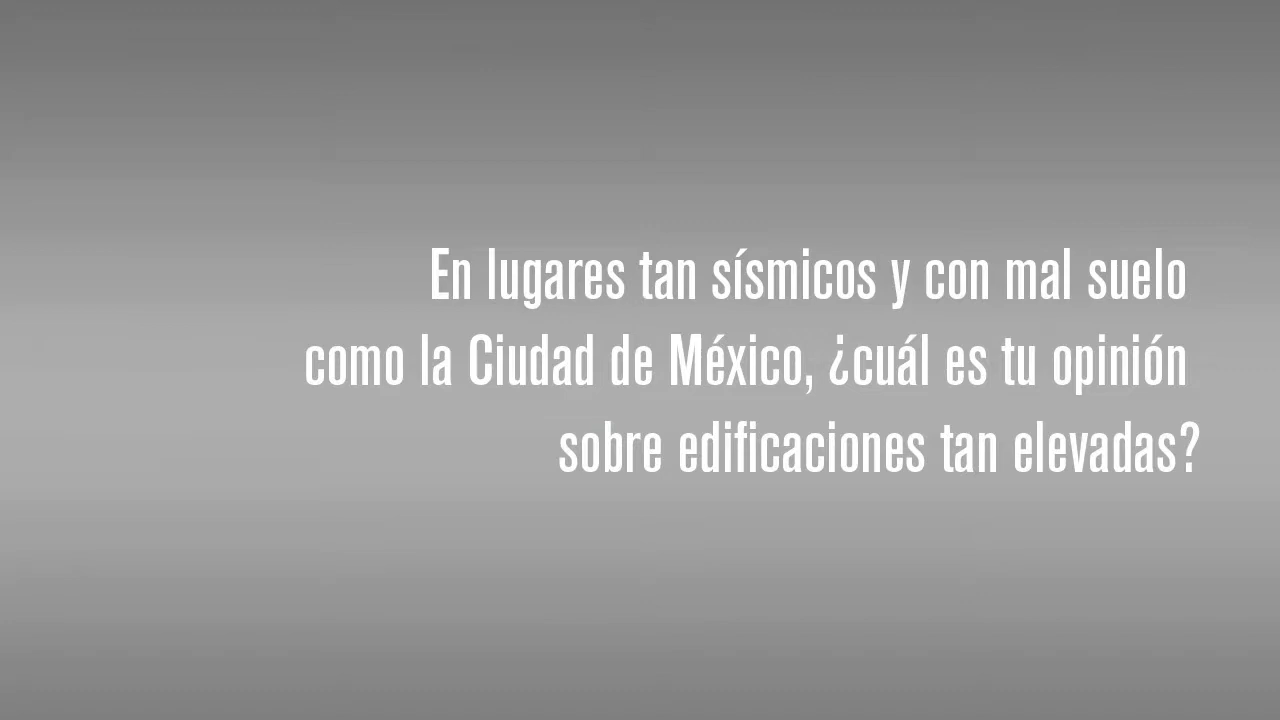 En lugares tan sísmicos y con mal suelo
como la Ciudad de México, ¿cuál es tu opinión
sobre edificaciones tan elevadas?